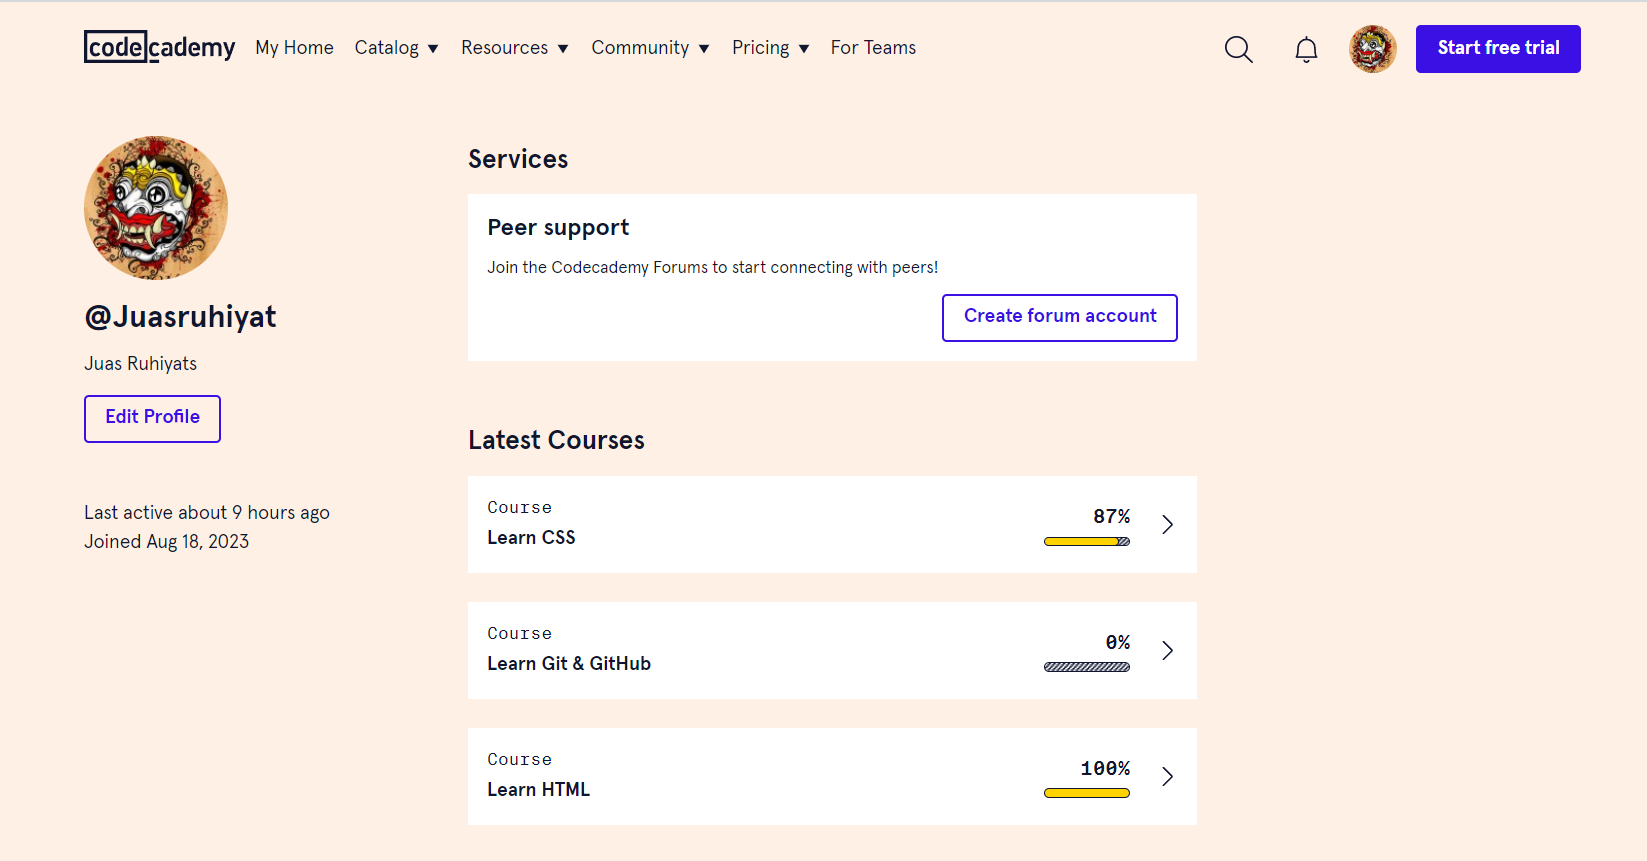 codecademy My Home Catalog Resources Community Pricing For Teams Start free trial
@Juasruhiyat
Juas Ruhiyats
Edit Profile
Last active about 9 hours ago
Joined Aug 18, 2023
Services
Peer support
Join the Codecademy Forums to start connecting with peers!
Create forum account
Latest Courses
Course
Learn CSS
87%
Course
Learn Git & GitHub
0%
Course
Learn HTML
100%